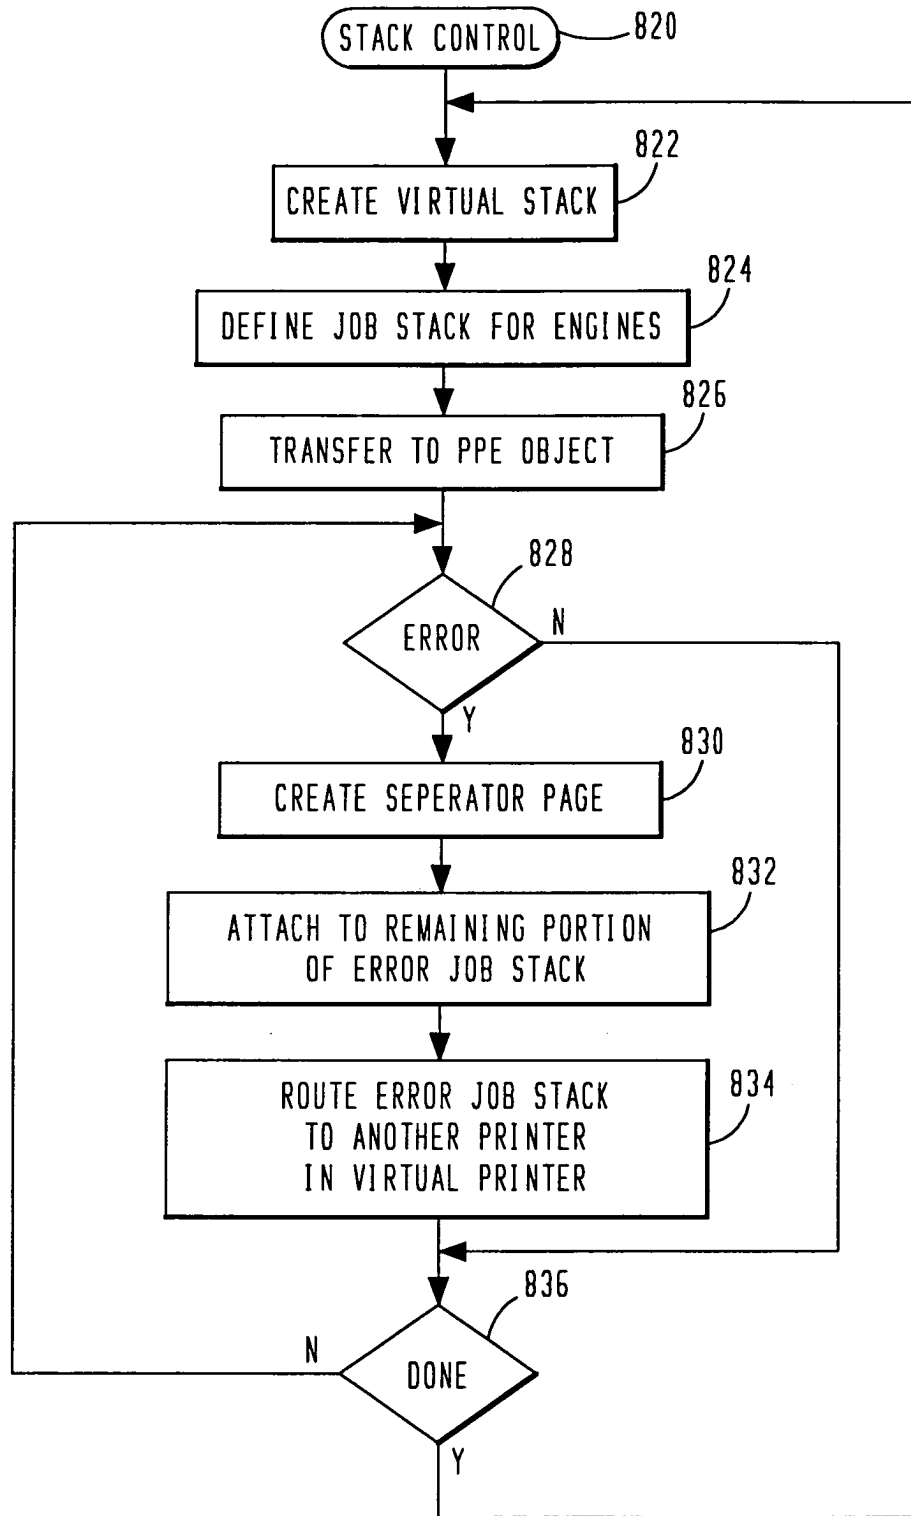 STACK CONTROL
820
822
CREATE VIRTUAL STACK
824
DEFINE JOB STACK FOR ENGINES
826
TRANSFER TO PPE OBJECT
828
ERROR
N
Y
830
CREATE SEPERATOR PAGE
832
ATTACH TO REMAINING PORTION
OF ERROR JOB STACK
834
ROUTE ERROR JOB STACK
TO ANOTHER PRINTER
IN VIRTUAL PRINTER
836
N
DONE
Y